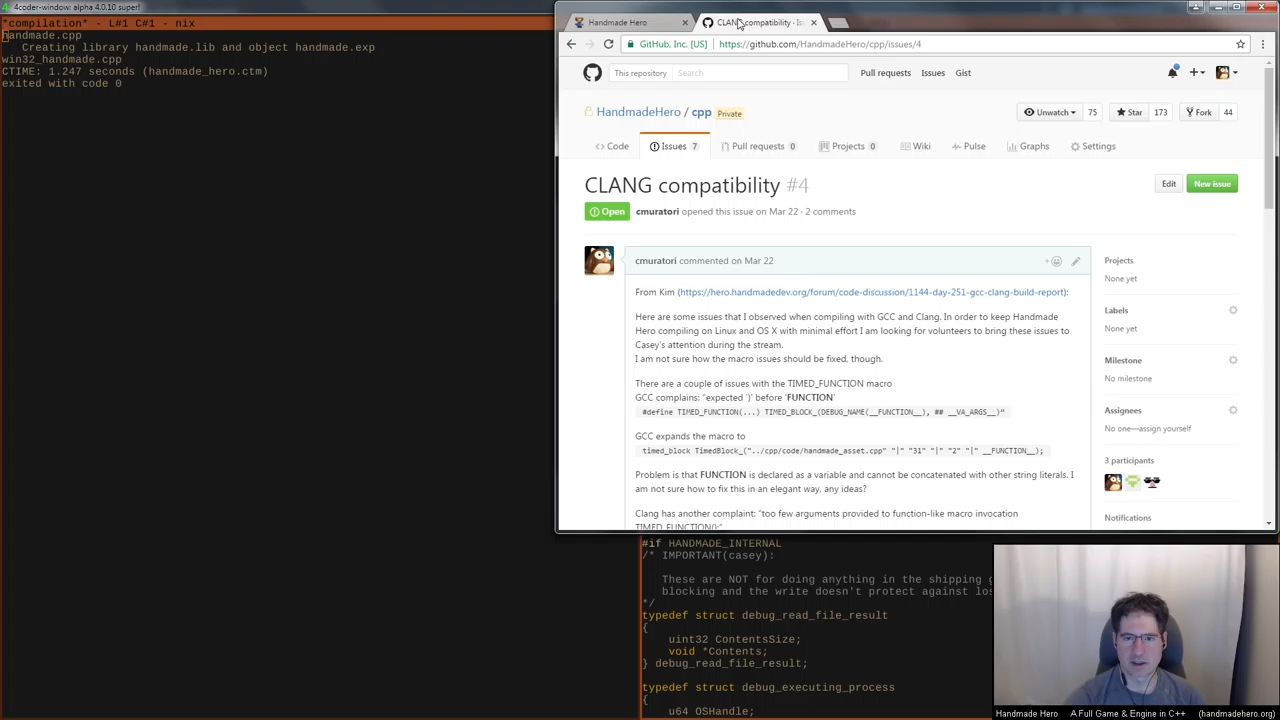 4coder-window: alpha 4.0.10 super!
*compilation* - L#1 C#1 - nix
handmade.cpp
Creating library handmade.lib and object handmade.exp
win32_handmade.cpp
CTIME: 1.247 seconds (handmade_hero.ctm)
exited with code 0
Handmade Hero
CLANG compatibility · Is
GitHub, Inc. [US]
https://github.com/HandmadeHero/cpp/issues/4
This repository
Search
Pull requests
Issues
Gist
HandmadeHero / cpp
Private
Unwatch
75
Star
173
Fork
44
Code
Issues 7
Pull requests 0
Projects 0
Wiki
Pulse
Graphs
Settings
CLANG compatibility #4
Edit
New issue
Open
cmuratori opened this issue on Mar 22 · 2 comments
cmuratori commented on Mar 22
From Kim (https://hero.handmadedev.org/forum/code-discussion/1144-day-251-gcc-clang-build-report):
Here are some issues that I observed when compiling with GCC and Clang. In order to keep Handmade
Hero compiling on Linux and OS X with minimal effort I am looking for volunteers to bring these issues to
Casey's attention during the stream.
I am not sure how the macro issues should be fixed, though.
There are a couple of issues with the TIMED_FUNCTION macro
GCC complains: "expected ')' before 'FUNCTION'
#define TIMED_FUNCTION(...) TIMED_BLOCK_(DEBUG_NAME(__FUNCTION__), ## __VA_ARGS__)"
GCC expands the macro to
timed_block TimedBlock_("../cpp/code/handmade_asset.cpp" "|" "31" "|" "2" "|" __FUNCTION__);
Problem is that FUNCTION is declared as a variable and cannot be concatenated with other string literals. I
am not sure how to fix this in an elegant way, any ideas?
Clang has another complaint: "too few arguments provided to function-like macro invocation
TIMED_FUNCTION();"
Projects
None yet
Labels
None yet
Milestone
No milestone
Assignees
No one—assign yourself
3 participants
Notifications
#if HANDMADE_INTERNAL
/* IMPORTANT(casey):
These are NOT for doing anything in the shipping g
blocking and the write doesn't protect against los
*/
typedef struct debug_read_file_result
{
uint32 ContentsSize;
void *Contents;
} debug_read_file_result;
typedef struct debug_executing_process
{
u64 OSHandle;
Handmade Hero
A Full Game & Engine in C++
(handmadehero.org)